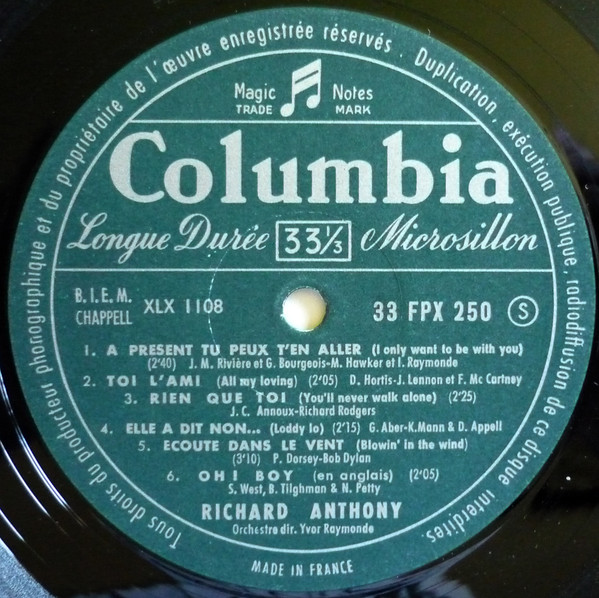 Tous droits du producteur phonographique et du propriétaire de l'œuvre enregistrée réservés. Duplication, exécution publique, radiodiffusion de ce disque interdites.
Magic Notes
TRADE MARK
Columbia
Longue Durée 33⅓ Microsillon
B.I.E.M.
CHAPPELL
XLX 1108
33 FPX 250 S
1. A PRESENT TU PEUX T'EN ALLER (I only want to be with you)
(2'40) J. M. Rivière et G. Bourgeois-M. Hawker et I. Raymonde
2. TOI L'AMI (All my loving) (2'05) D. Hortis-J. Lennon et F. Mc Cartney
3. RIEN QUE TOI (You'll never walk alone) (2'25)
J. C. Annoux-Richard Rodgers
4. ELLE A DIT NON... (Loddy lo) (2'15) G. Aber-K. Mann & D. Appell
5. ECOUTE DANS LE VENT (Blowin' in the wind)
(3'10) P. Dorsey-Bob Dylan
6. OH! BOY (en anglais) (2'05)
S. West, B. Tilghman & N. Petty
RICHARD ANTHONY
Orchestre dir. Yvor Raymonde
MADE IN FRANCE